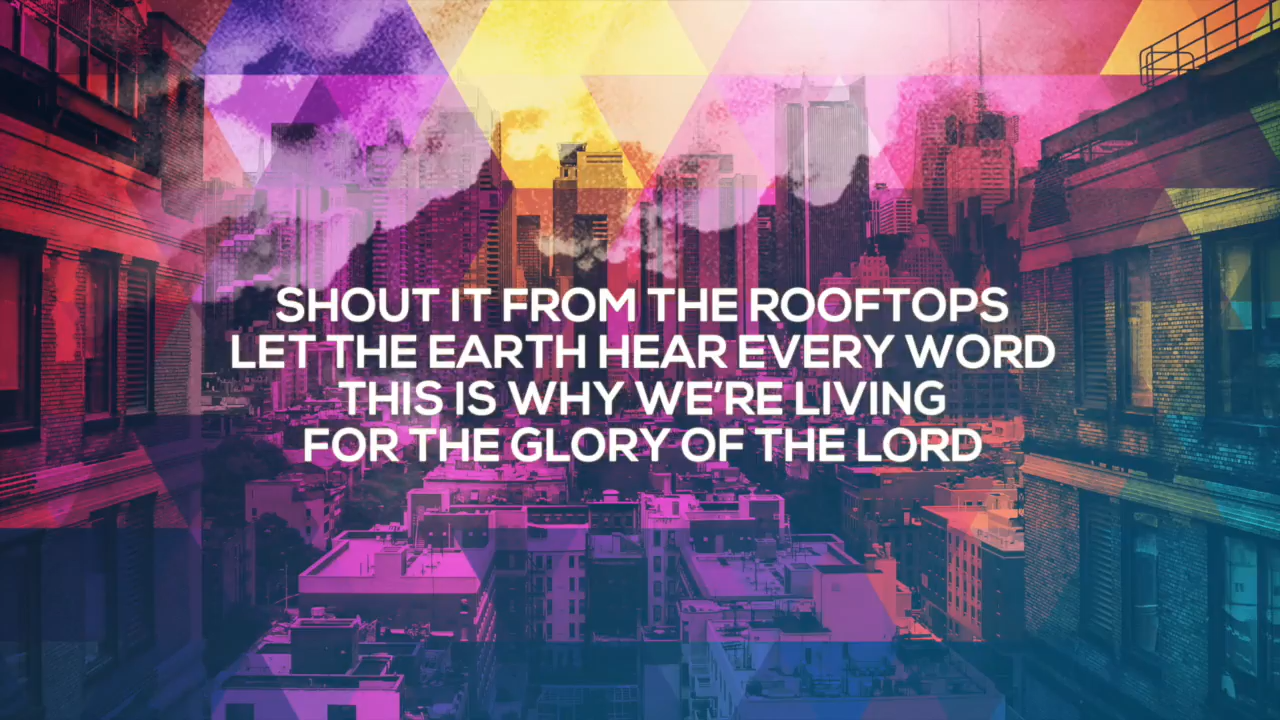 SHOUT IT FROM THE ROOFTOPS
LET THE EARTH HEAR EVERY WORD
THIS IS WHY WE'RE LIVING
FOR THE GLORY OF THE LORD